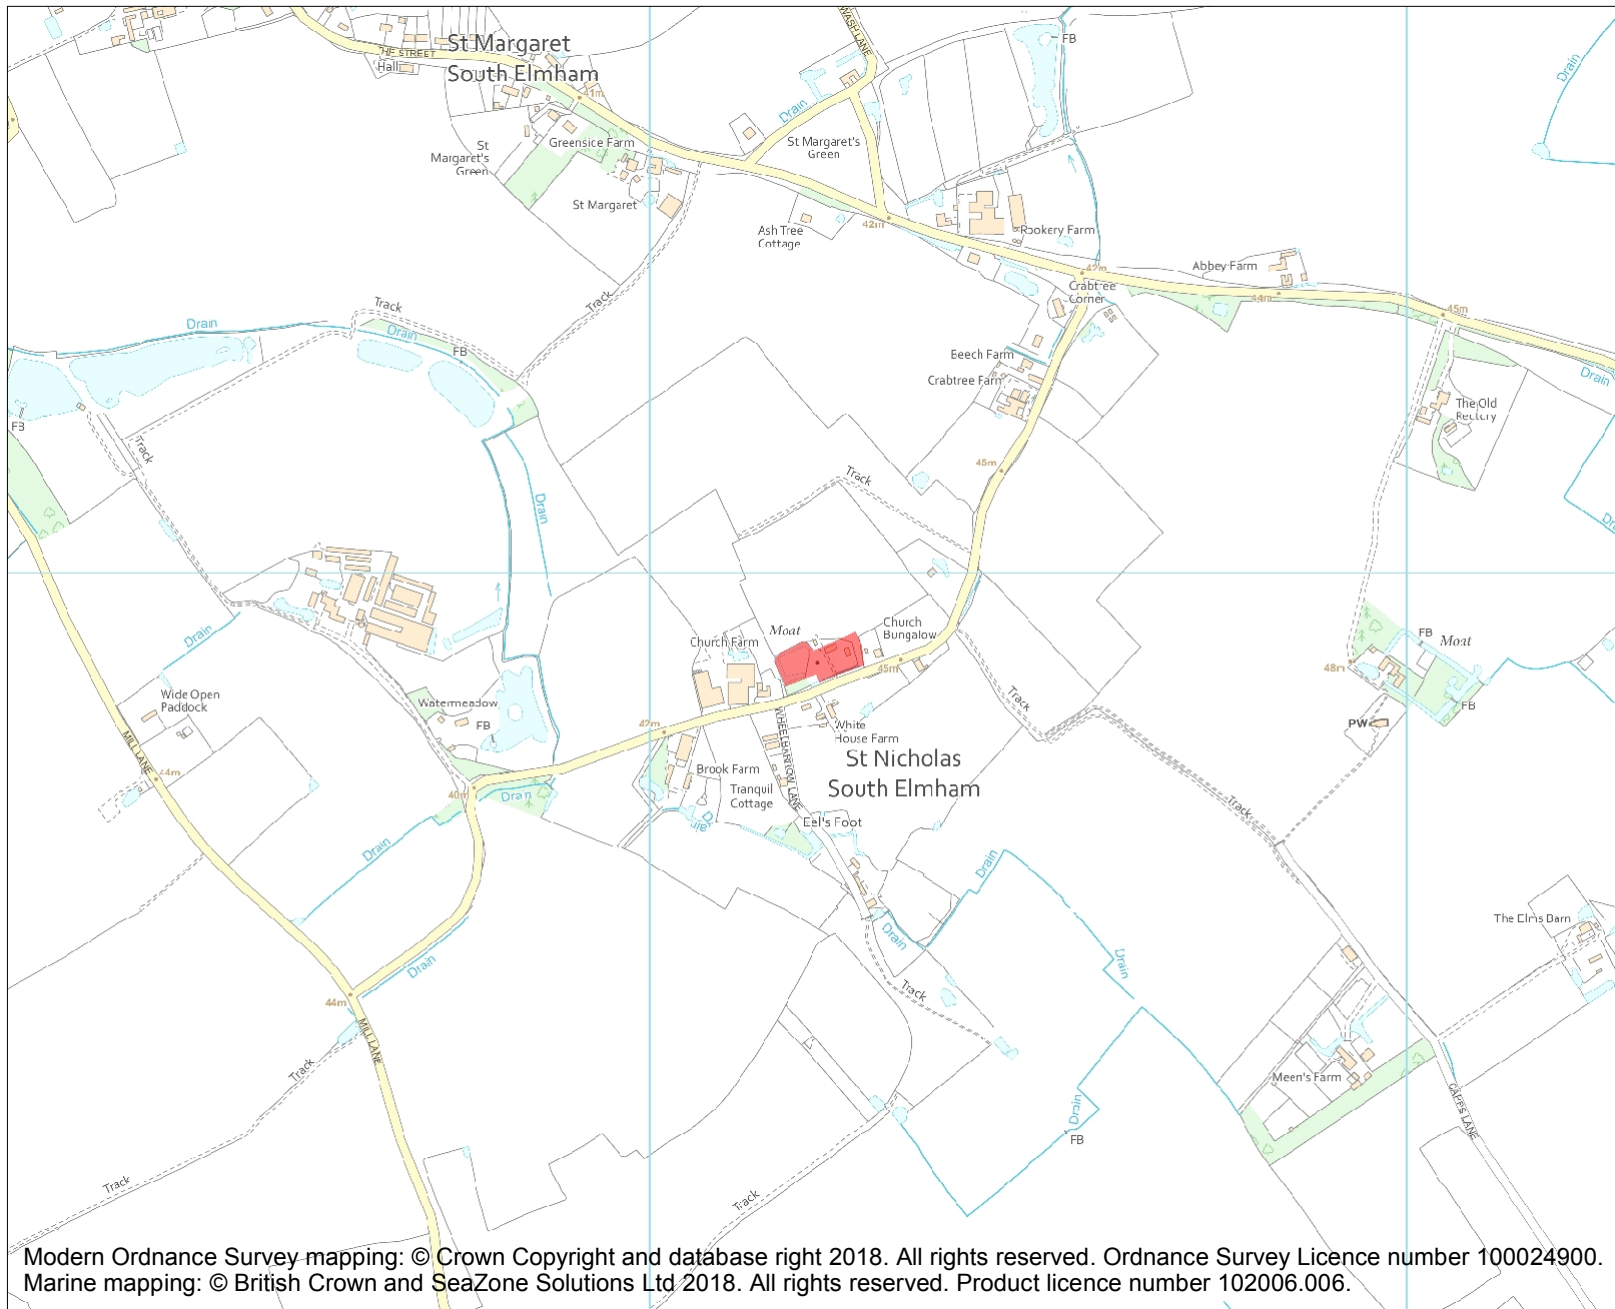 WASH LANE
FB
St Margaret
South Elmham
THE STREET
Hall
41m
Drain
Drain
St
Margaret's
Green
Greensice Farm
St Margaret's
Green
St Margaret
Ash Tree
Cottage
42m
Rookery Farm
42m
Crabtree
Corner
Abbey Farm
44m
45m
Drain
Track
Track
Drain
Drain
FB
Beech Farm
Crabtree Farm
The Old
Rectory
FB
Track
45m
Track
Drain
Drain
Church Farm
Moat
Church
Bungalow
45m
FB
Moat
48m
FB
PW
Wide Open
Paddock
Watermeadow
FB
42m
White
House Farm
WHEELBARROW LANE
Track
St Nicholas
South Elmham
MILL LANE
44m
40m
Drain
Brook Farm
Tranquil
Cottage
Drain
Eel's Foot
Track
Drain
Drain
Drain
Drain
Drain
The Elms Barn
44m
Track
MILL LANE
Track
Meen's Farm
Drain
FB
CAPPS LANE
Track
Track
Modern Ordnance Survey mapping: © Crown Copyright and database right 2018. All rights reserved. Ordnance Survey Licence number 100024900.
Marine mapping: © British Crown and SeaZone Solutions Ltd 2018. All rights reserved. Product licence number 102006.006.